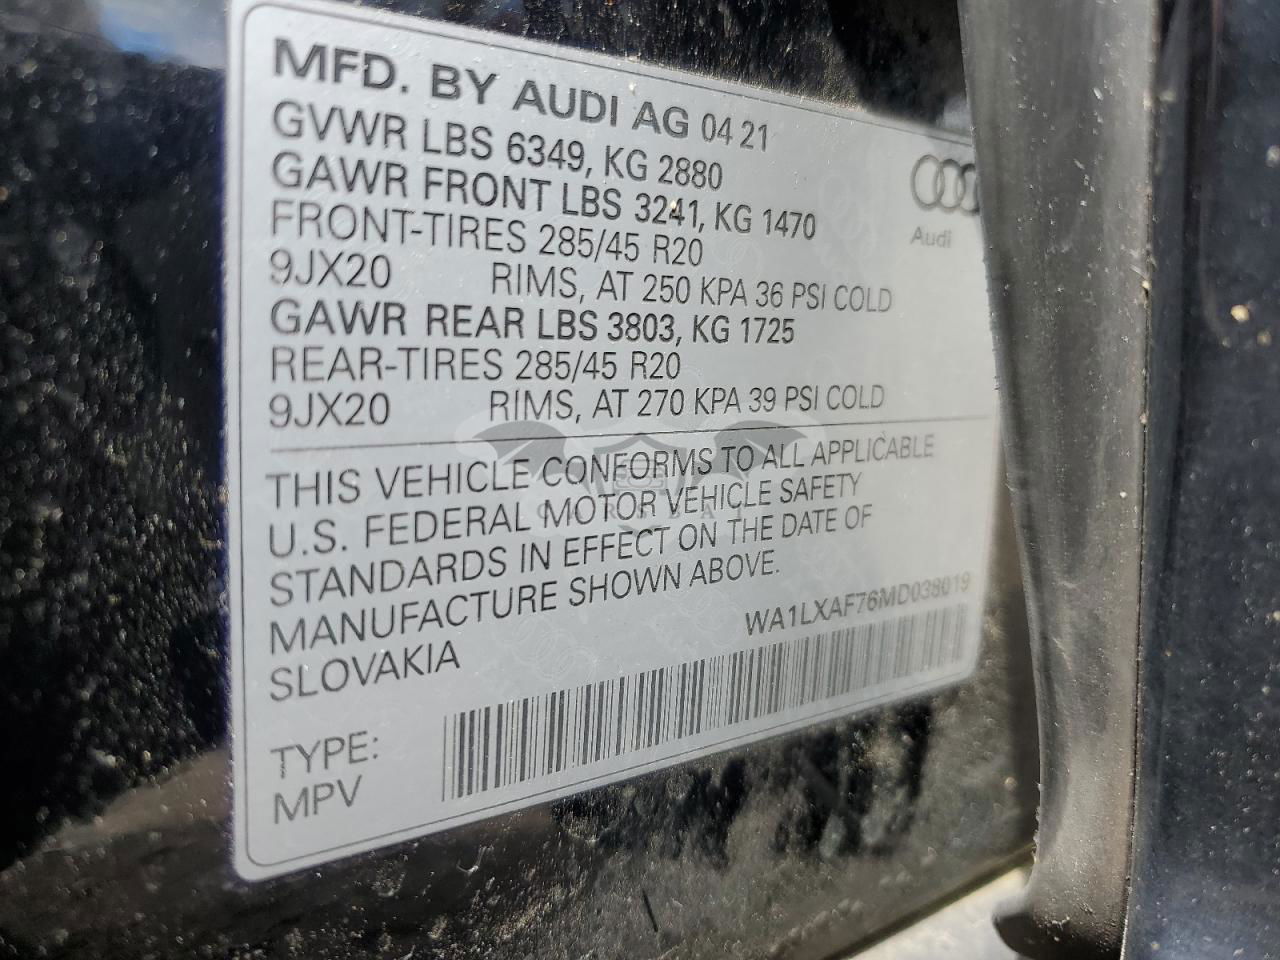 MFD. BY AUDI AG 04 21
GVWR LBS 6349, KG 2880
GAWR FRONT LBS 3241, KG 1470
FRONT-TIRES 285/45 R20
9JX20 RIMS, AT 250 KPA 36 PSI COLD
GAWR REAR LBS 3803, KG 1725
REAR-TIRES 285/45 R20
9JX20 RIMS, AT 270 KPA 39 PSI COLD
Audi
THIS VEHICLE CONFORMS TO ALL APPLICABLE
U.S. FEDERAL MOTOR VEHICLE SAFETY
STANDARDS IN EFFECT ON THE DATE OF
MANUFACTURE SHOWN ABOVE.
SLOVAKIA
WA1LXAF76MD038019
TYPE:
MPV